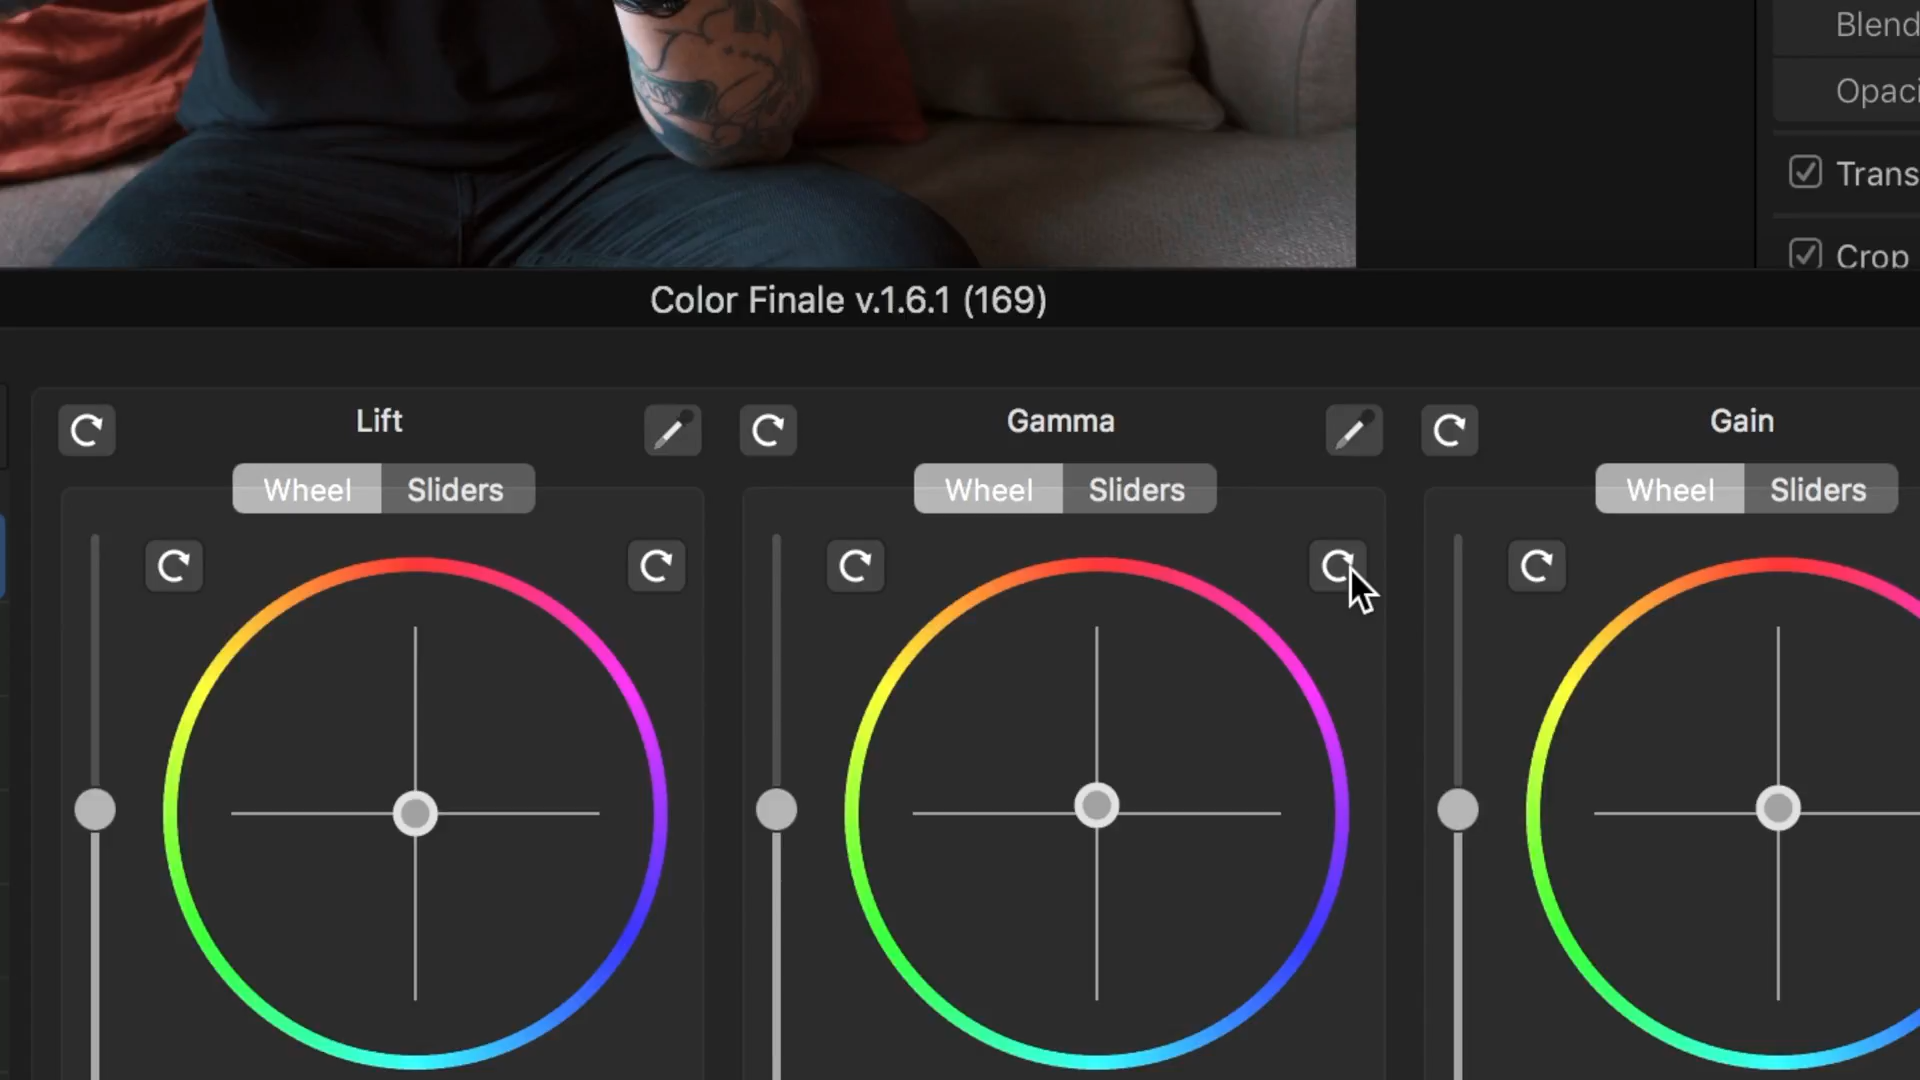 Blend
Opaci
Trans
Crop
Color Finale v.1.6.1 (169)
Lift
Gamma
Gain
Wheel Sliders
Wheel Sliders
Wheel Sliders